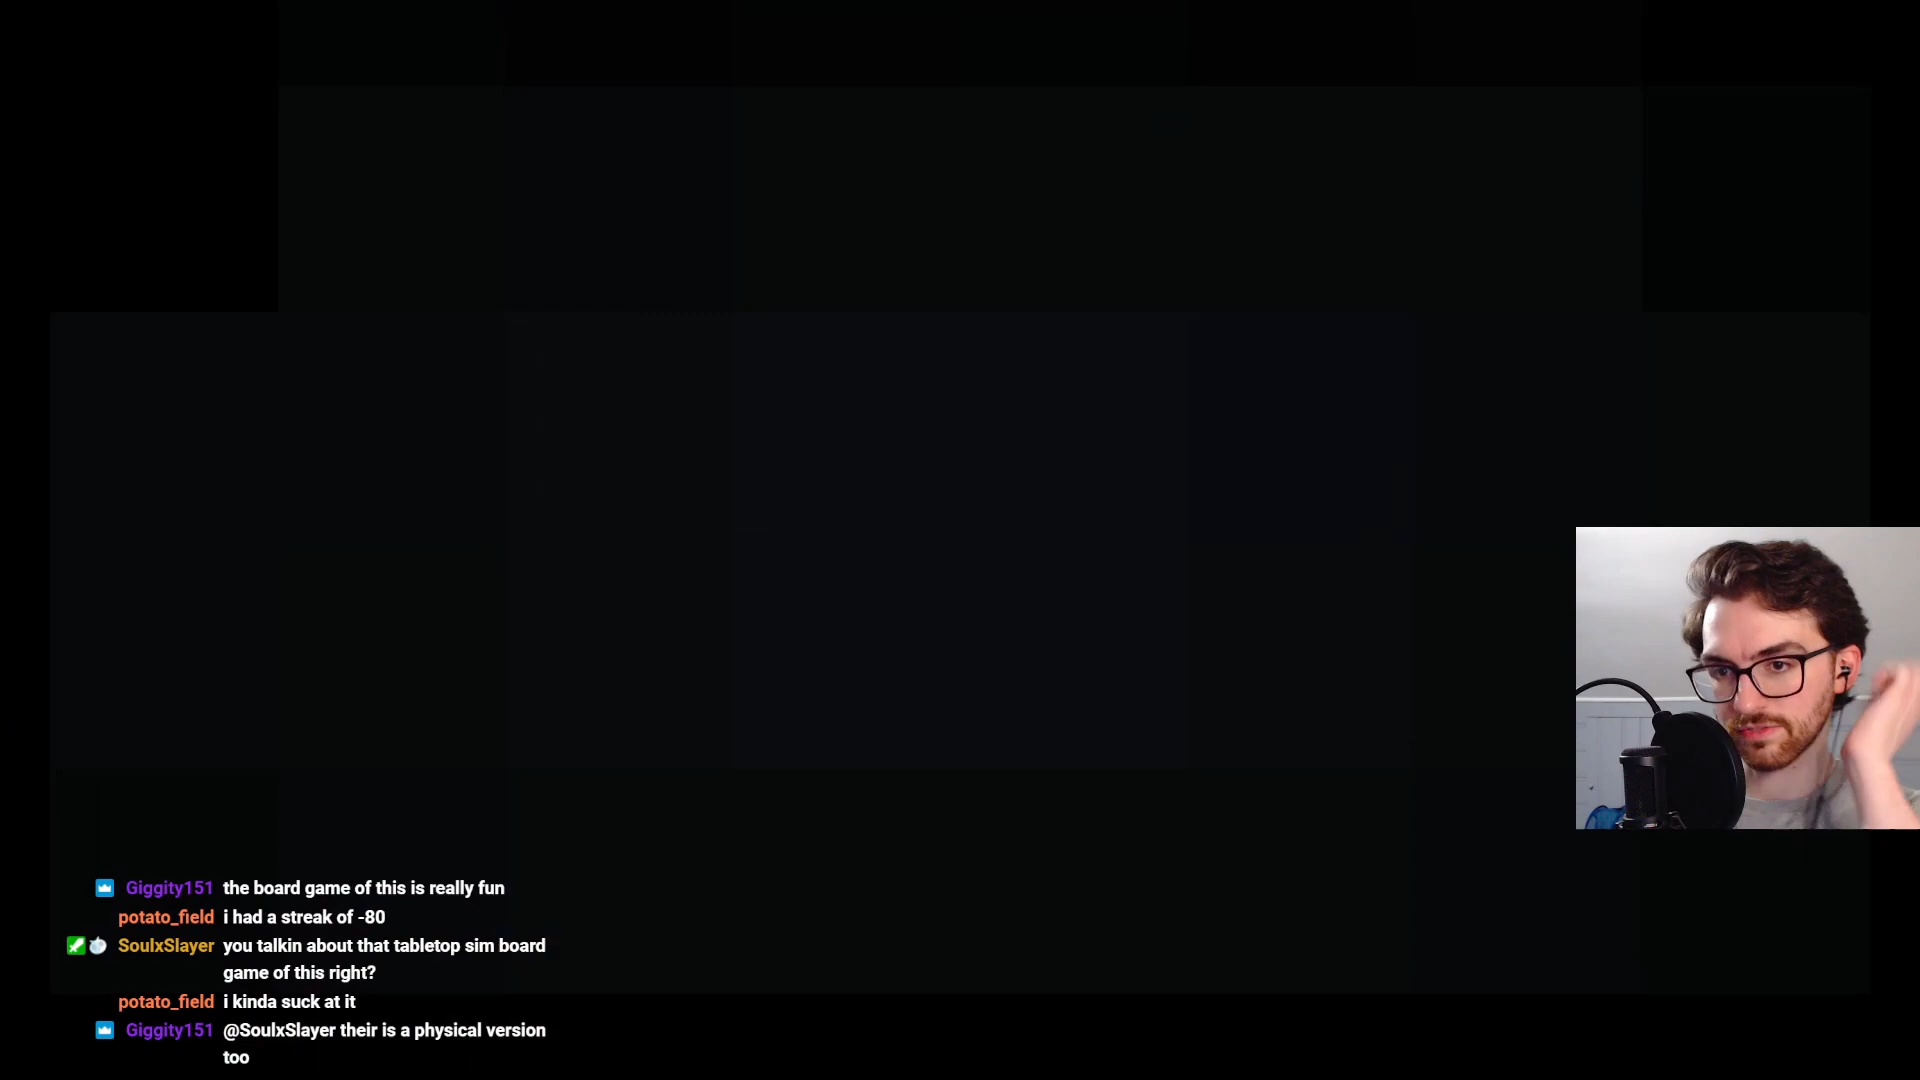 Giggity151 the board game of this is really fun
potato_field i had a streak of -80
SoulxSlayer you talkin about that tabletop sim board
game of this right?
potato_field i kinda suck at it
Giggity151 @SoulxSlayer their is a physical version
too